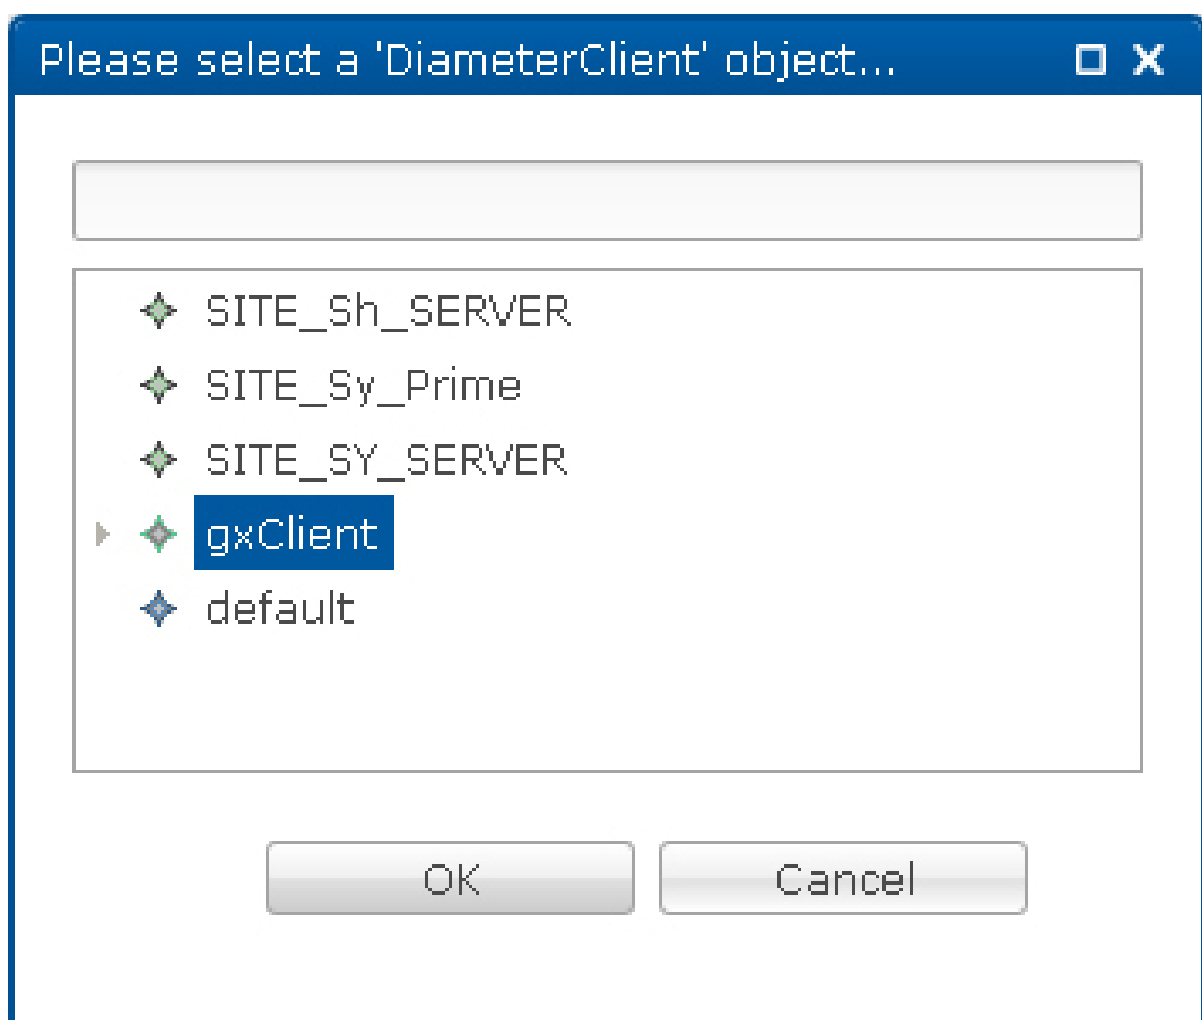 Please select a 'DiameterClient' object...
SITE_Sh_SERVER
SITE_Sy_Prime
SITE_SY_SERVER
gxClient
default
OK Cancel